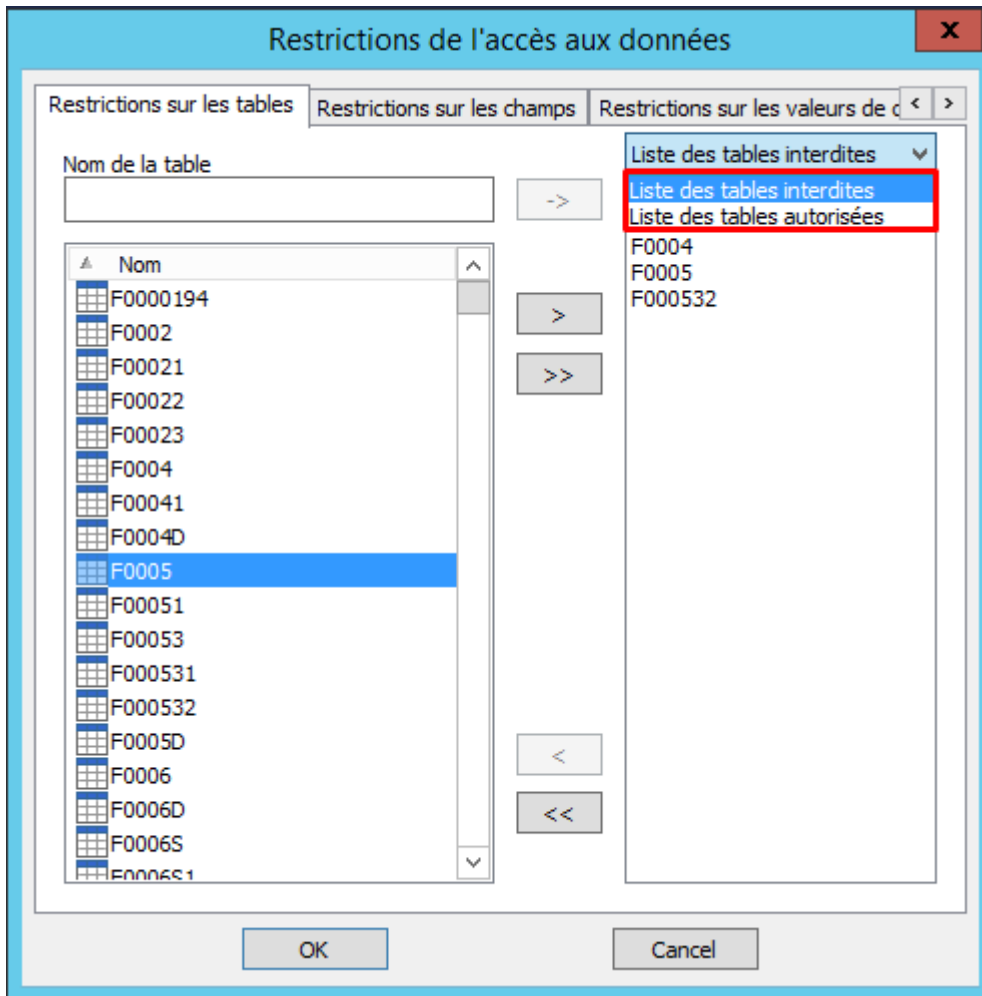 Restrictions de l'accès aux données
x
Restrictions sur les tables
Restrictions sur les champs
Restrictions sur les valeurs de c
<
>
Nom de la table
->
Liste des tables interdites
Liste des tables interdites
Liste des tables autorisées
Nom
F0000194
F0002
F00021
F00022
F00023
F0004
F00041
F0004D
F0005
F00051
F00053
F000531
F000532
F0005D
F0006
F0006D
F0006S
F0006S1
>
>>
<
<<
F0004
F0005
F000532
OK
Cancel